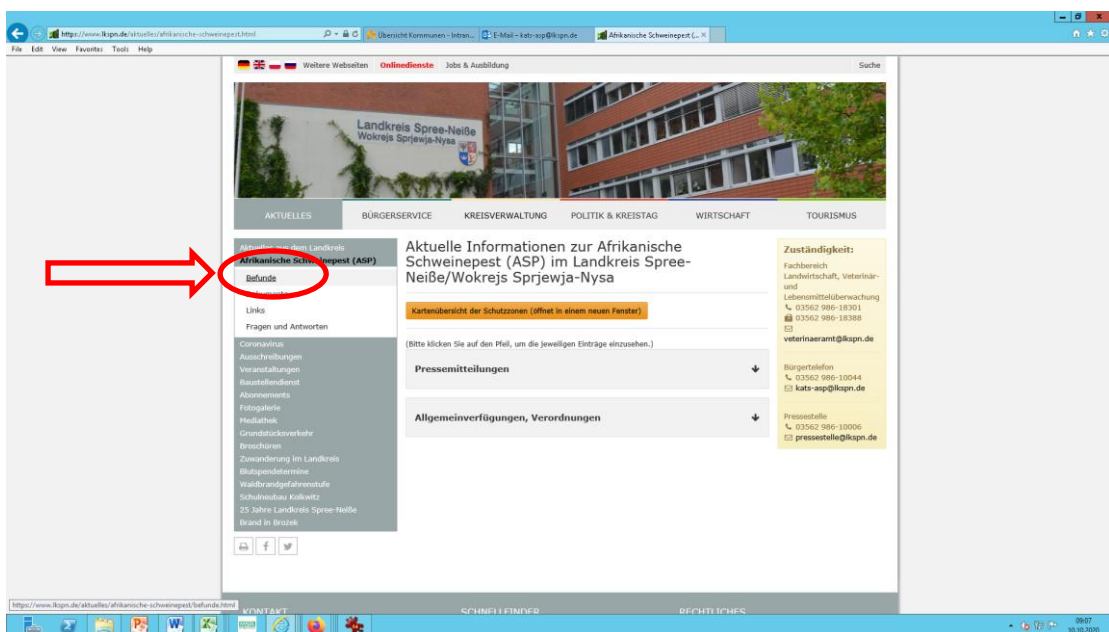 https://www.lkspn.de/aktuelles/afrikanische-schweinepest.html
Übersicht Kommunen - Intran...
E-Mail – kats-asp@lkspn.de
Afrikanische Schweinepest (...
File Edit View Favorites Tools Help
Weitere Webseiten Onlinedienste Jobs & Ausbildung Suche
Landkreis Spree-Neiße
Wokrejs Sprjewja-Nysa
AKTUELLES BÜRGERSERVICE KREISVERWALTUNG POLITIK & KREISTAG WIRTSCHAFT TOURISMUS
Aktuelles aus dem Landkreis
Afrikanische Schweinepest (ASP)
Befunde
Dokumente
Links
Fragen und Antworten
Coronavirus
Ausschreibungen
Veranstaltungen
Baustellendienst
Abonnements
Fotogalerie
Mediathek
Grundstücksverkehr
Broschüren
Zuwanderung im Landkreis
Blutspendetermine
Waldbrandgefahrenstufe
Schulneubau Kolkwitz
25 Jahre Landkreis Spree-Neiße
Brand in Brozek
Aktuelle Informationen zur Afrikanische
Schweinepest (ASP) im Landkreis Spree-
Neiße/Wokrejs Sprjewja-Nysa
Kartenübersicht der Schutzzonen (öffnet in einem neuen Fenster)
(Bitte klicken Sie auf den Pfeil, um die jeweiligen Einträge einzusehen.)
Pressemitteilungen
Allgemeinverfügungen, Verordnungen
Zuständigkeit:
Fachbereich
Landwirtschaft, Veterinär-
und
Lebensmittelüberwachung
03562 986-18301
03562 986-18388
veterinaeramt@lkspn.de
Bürgertelefon
03562 986-10044
kats-asp@lkspn.de
Pressestelle
03562 986-10006
pressestelle@lkspn.de
KONTAKT SCHNELLFINDER RECHTLICHES
https://www.lkspn.de/aktuelles/afrikanische-schweinepest/befunde.html
09:07
10.10.2020